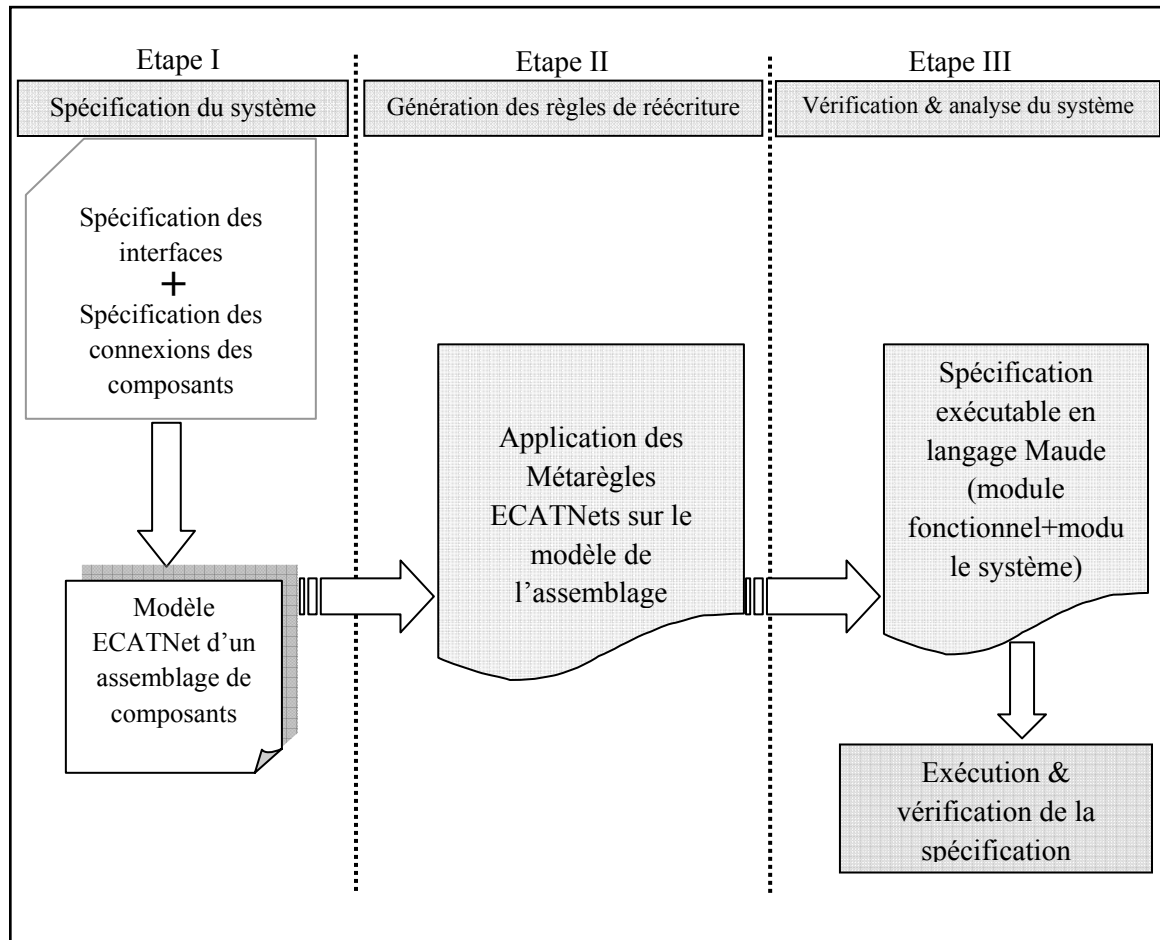 Etape I
Spécification du système
Spécification des
interfaces
+
Spécification des
connexions des
composants
Modèle
ECATNet d’un
assemblage de
composants
Etape II
Génération des règles de réécriture
Application des
Métarègles
ECATNets sur le
modèle de
l’assemblage
Etape III
Vérification & analyse du système
Spécification
exécutable en
langage Maude
(module
fonctionnel+modu
le système)
Exécution &
vérification de la
spécification